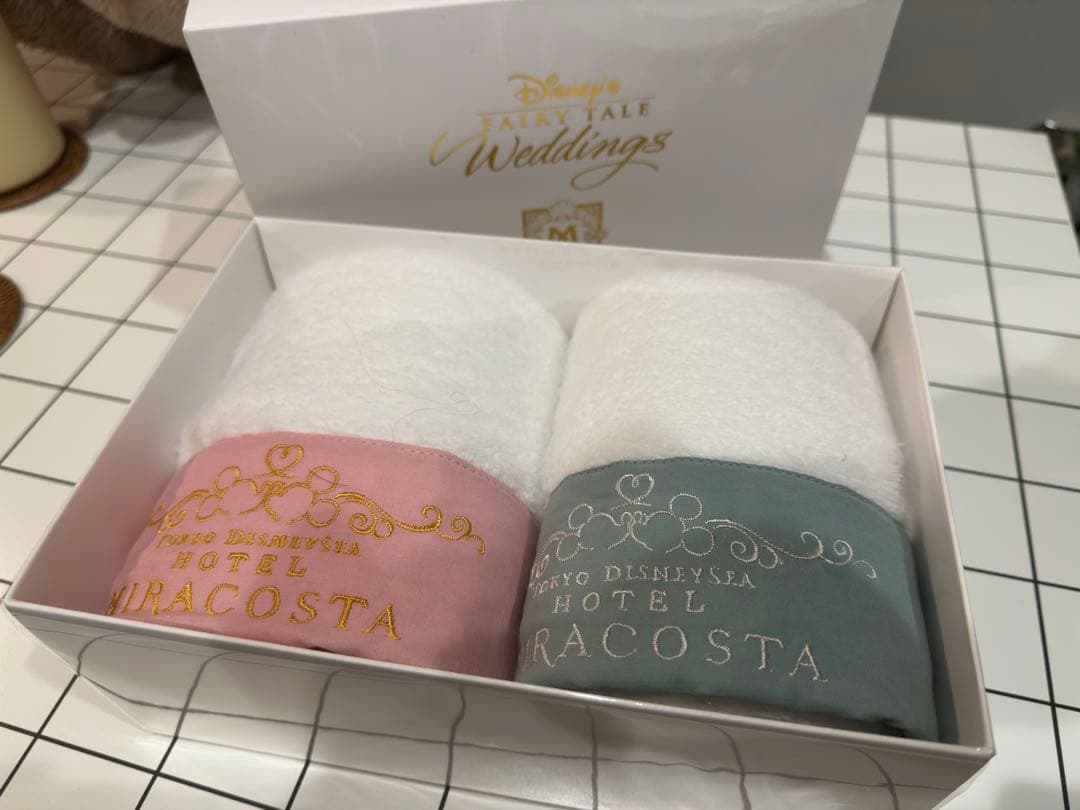 Disney's
FAIRY TALE
Weddings
M
TOKYO DISNEYSEA
HOTEL
MIRACOSTA
TOKYO DISNEYSEA
HOTEL
MIRACOSTA